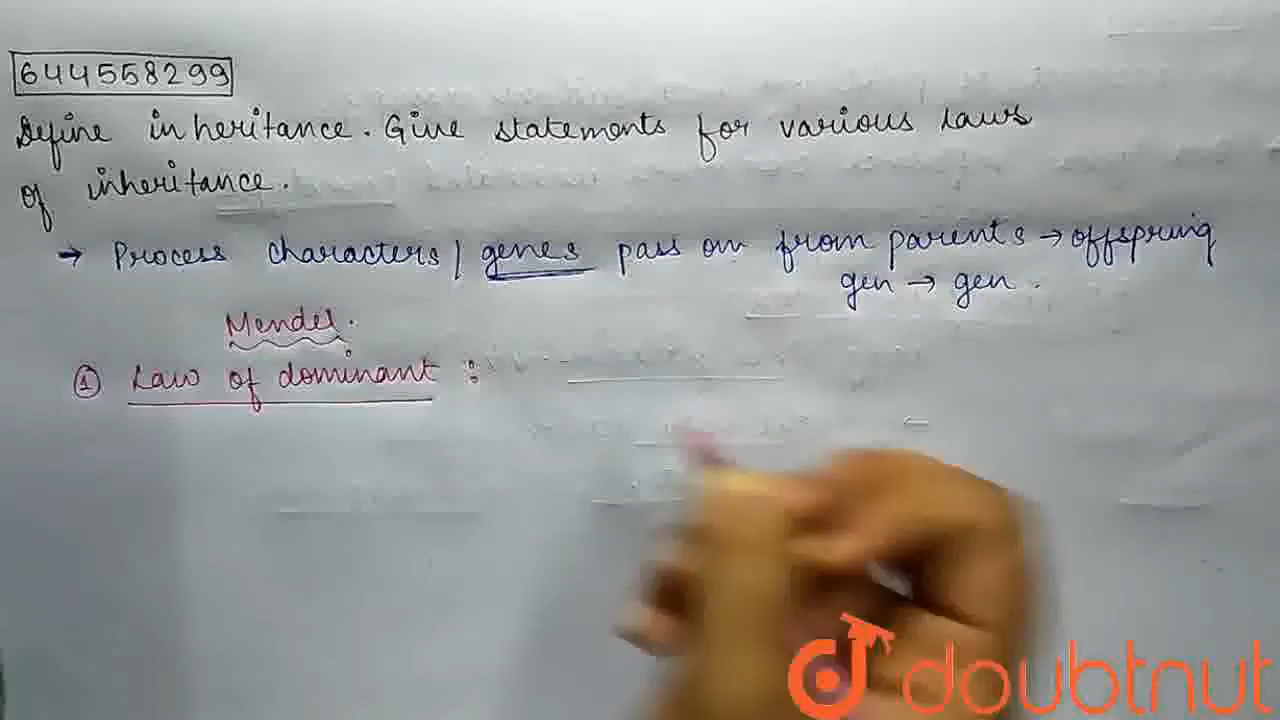 644558299
Define inheritance. Give statements for various laws
of inheritance.
→ Process characters / genes pass on from parents → offspring
gen → gen.
Mendel.
① Law of dominant :
doubtnut